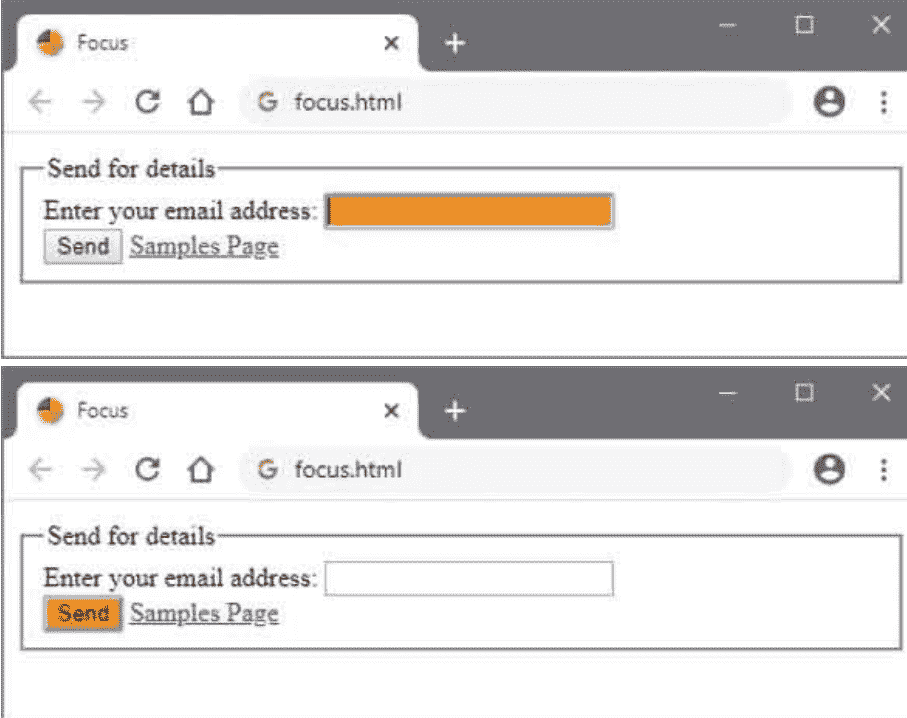 Focus
focus.html
Send for details
Enter your email address:
Send Samples Page
Focus
focus.html
Send for details
Enter your email address:
Send Samples Page